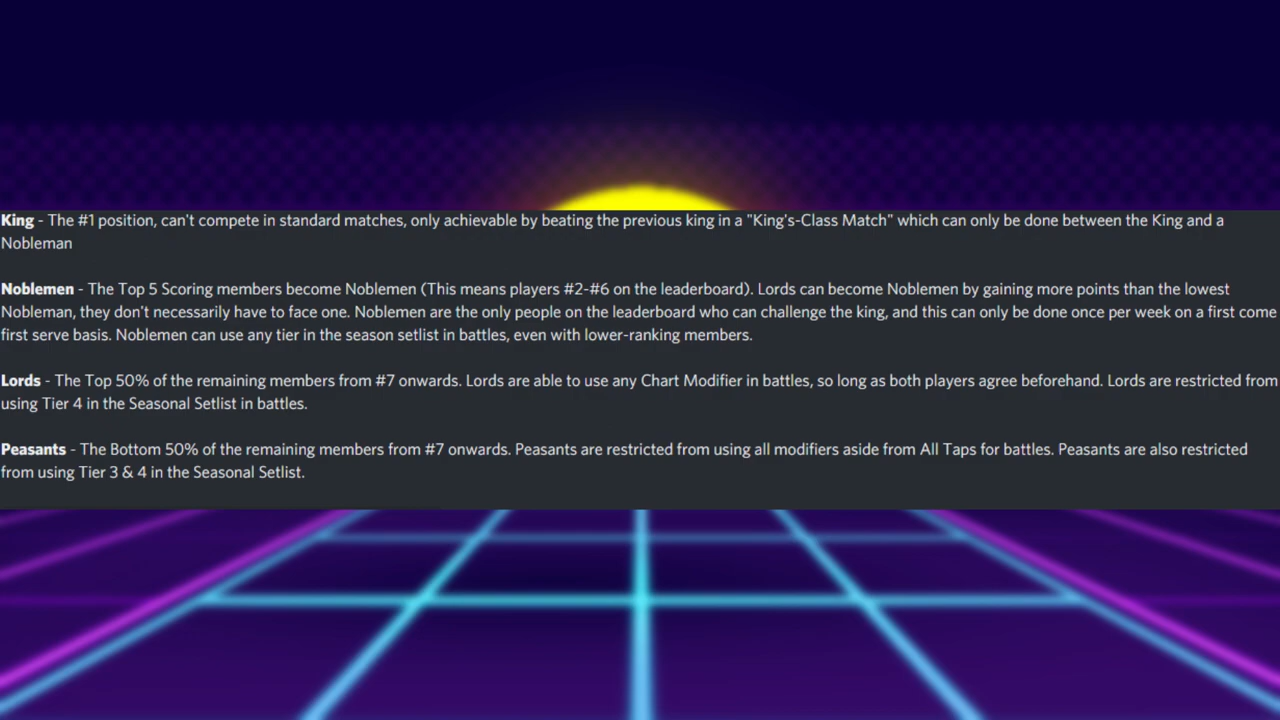 King - The #1 position, can't compete in standard matches, only achievable by beating the previous king in a "King's-Class Match" which can only be done between the King and a
Nobleman
Noblemen - The Top 5 Scoring members become Noblemen (This means players #2-#6 on the leaderboard). Lords can become Noblemen by gaining more points than the lowest
Nobleman, they don't necessarily have to face one. Noblemen are the only people on the leaderboard who can challenge the king, and this can only be done once per week on a first come
first serve basis. Noblemen can use any tier in the season setlist in battles, even with lower-ranking members.
Lords - The Top 50% of the remaining members from #7 onwards. Lords are able to use any Chart Modifier in battles, so long as both players agree beforehand. Lords are restricted from
using Tier 4 in the Seasonal Setlist in battles.
Peasants - The Bottom 50% of the remaining members from #7 onwards. Peasants are restricted from using all modifiers aside from All Taps for battles. Peasants are also restricted
from using Tier 3 & 4 in the Seasonal Setlist.